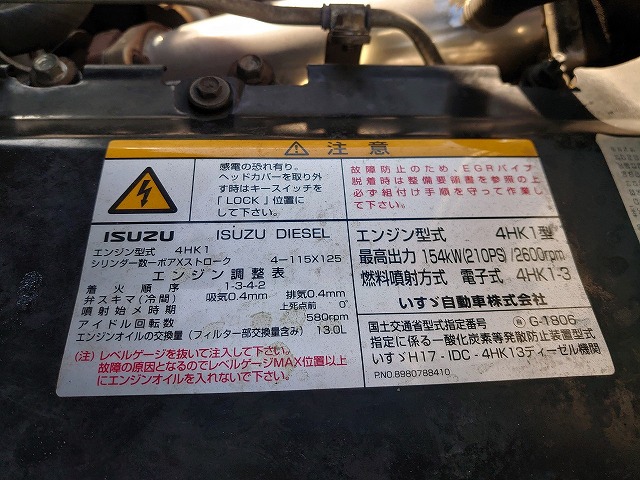 注意
感電の恐れ有り。
ヘッドカバーを取り外
す時はキースイッチを
「LOCK」位置に
して下さい。
故障防止のため、EGRパイプ
脱着時は整備要領書を参照の上
必ず組付け手順を守って作業し
て下さい。
ISUZU ISUZU DIESEL
エンジン型式 4HK1
シリンダ数ーボアXストローク 4-115X125
エンジン調整表
着火順序 1-3-4-2
弁スキマ(冷間) 吸気0.4mm 排気0.4mm
噴射始メ時期 上死点前 0°
アイドル回転数 580rpm
エンジンオイルの交換量(フィルター部交換量含み) 13.0L
(注)レベルゲージを抜いて注入して下さい。
故障の原因となるのでレベルゲージMAX位置以上
にエンジンオイルを入れないで下さい。
エンジン型式 4HK1型
最高出力 154kW(210PS)/2600rpm
燃料噴射方式 電子式 4HK1-3
いすゞ自動車株式会社
国土交通省型式指定番号 G-1806
指定に係る一酸化炭素等発散防止装置型式
いすゞH17-IDC-4HK13ディーゼル機関
P.NO.8980788410